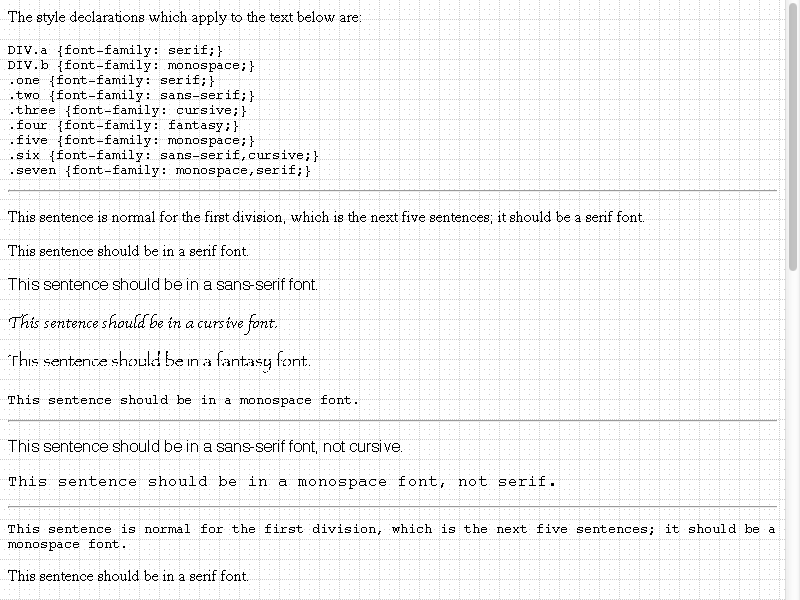 The style declarations which apply to the text below are:
DIV.a {font-family: serif;}
DIV.b {font-family: monospace;}
.one {font-family: serif;}
.two {font-family: sans-serif;}
.three {font-family: cursive;}
.four {font-family: fantasy;}
.five {font-family: monospace;}
.six {font-family: sans-serif,cursive;}
.seven {font-family: monospace,serif;}
This sentence is normal for the first division, which is the next five sentences; it should be a serif font.
This sentence should be in a serif font.
This sentence should be in a sans-serif font.
This sentence should be in a cursive font.
This sentence should be in a fantasy font.
This sentence should be in a monospace font.
This sentence should be in a sans-serif font, not cursive.
This sentence should be in a monospace font, not serif.
This sentence is normal for the first division, which is the next five sentences; it should be a
monospace font.
This sentence should be in a serif font.